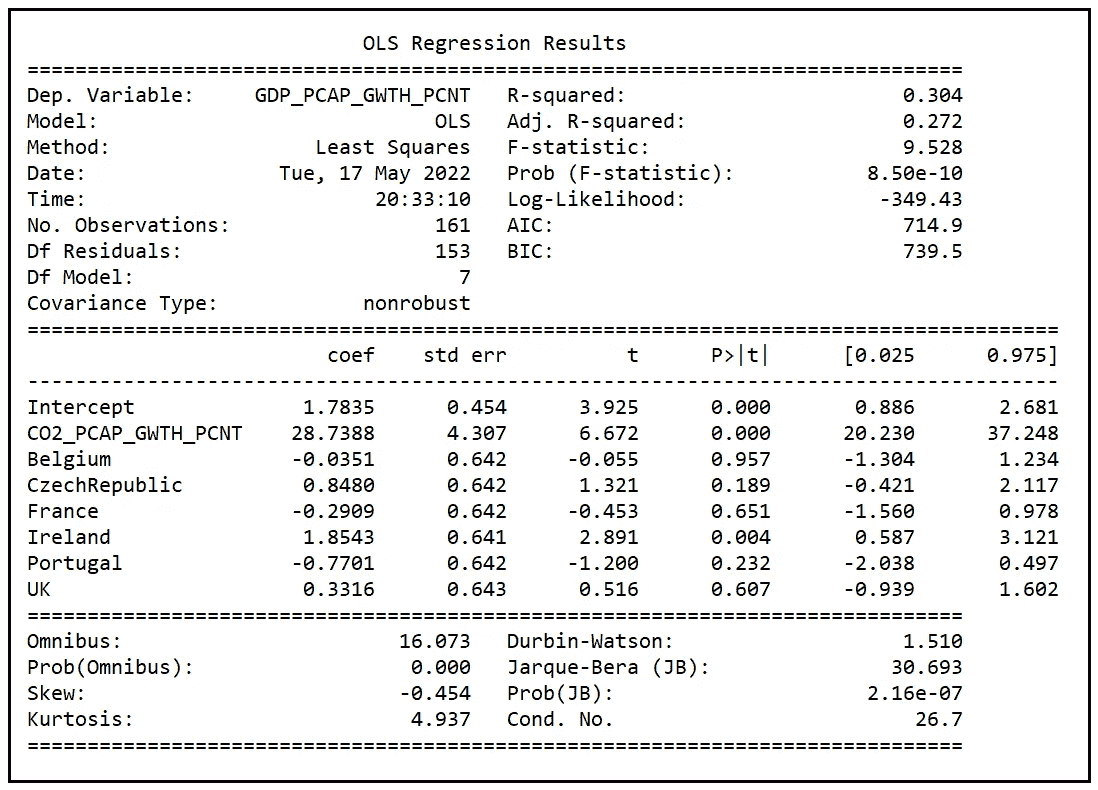 OLS Regression Results
==============================================================================
Dep. Variable:     GDP_PCAP_GWTH_PCNT   R-squared:                       0.304
Model:                            OLS   Adj. R-squared:                  0.272
Method:                 Least Squares   F-statistic:                     9.528
Date:                Tue, 17 May 2022   Prob (F-statistic):           8.50e-10
Time:                        20:33:10   Log-Likelihood:                -349.43
No. Observations:                 161   AIC:                             714.9
Df Residuals:                     153   BIC:                             739.5
Df Model:                           7
Covariance Type:            nonrobust
======================================================================================
                         coef    std err          t      P>|t|      [0.025      0.975]
--------------------------------------------------------------------------------------
Intercept              1.7835      0.454      3.925      0.000       0.886       2.681
CO2_PCAP_GWTH_PCNT    28.7388      4.307      6.672      0.000      20.230      37.248
Belgium               -0.0351      0.642     -0.055      0.957      -1.304       1.234
CzechRepublic          0.8480      0.642      1.321      0.189      -0.421       2.117
France                -0.2909      0.642     -0.453      0.651      -1.560       0.978
Ireland                1.8543      0.641      2.891      0.004       0.587       3.121
Portugal              -0.7701      0.642     -1.200      0.232      -2.038       0.497
UK                     0.3316      0.643      0.516      0.607      -0.939       1.602
==============================================================================
Omnibus:                       16.073   Durbin-Watson:                   1.510
Prob(Omnibus):                  0.000   Jarque-Bera (JB):               30.693
Skew:                          -0.454   Prob(JB):                     2.16e-07
Kurtosis:                       4.937   Cond. No.                         26.7
==============================================================================